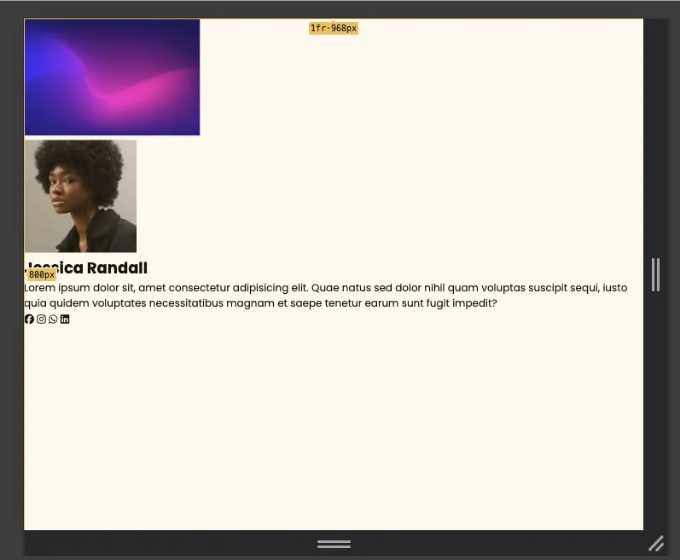 1fr·968px
Jessica Randall
800px
Lorem ipsum dolor sit, amet consectetur adipisicing elit. Quae natus sed dolor nihil quam voluptas suscipit sequi, iusto
quia quidem voluptates necessitatibus magnam et saepe tenetur earum sunt fugit impedit?